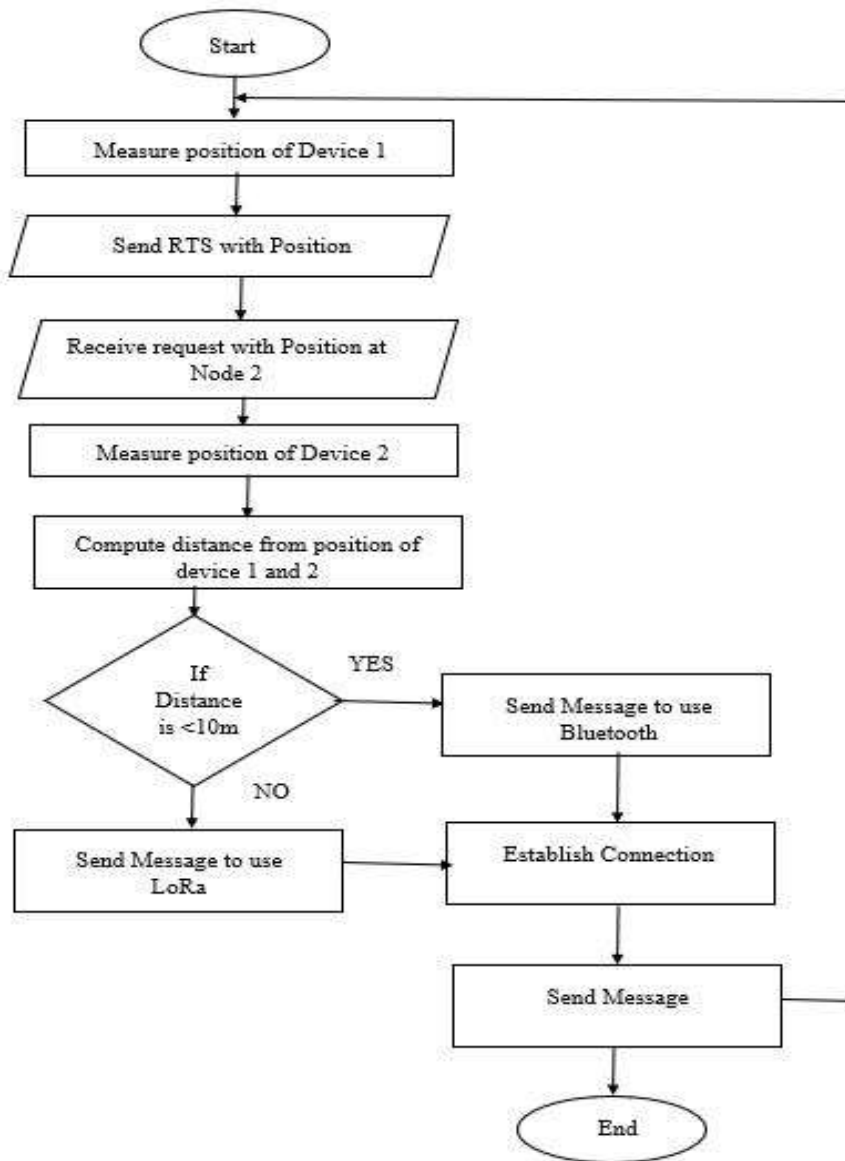 Start
Measure position of Device 1
Send RTS with Position
Receive request with Position at
Node 2
Measure position of Device 2
Compute distance from position of
device 1 and 2
If
Distance
is <10m
YES
Send Message to use
Bluetooth
NO
Send Message to use
LoRa
Establish Connection
Send Message
End